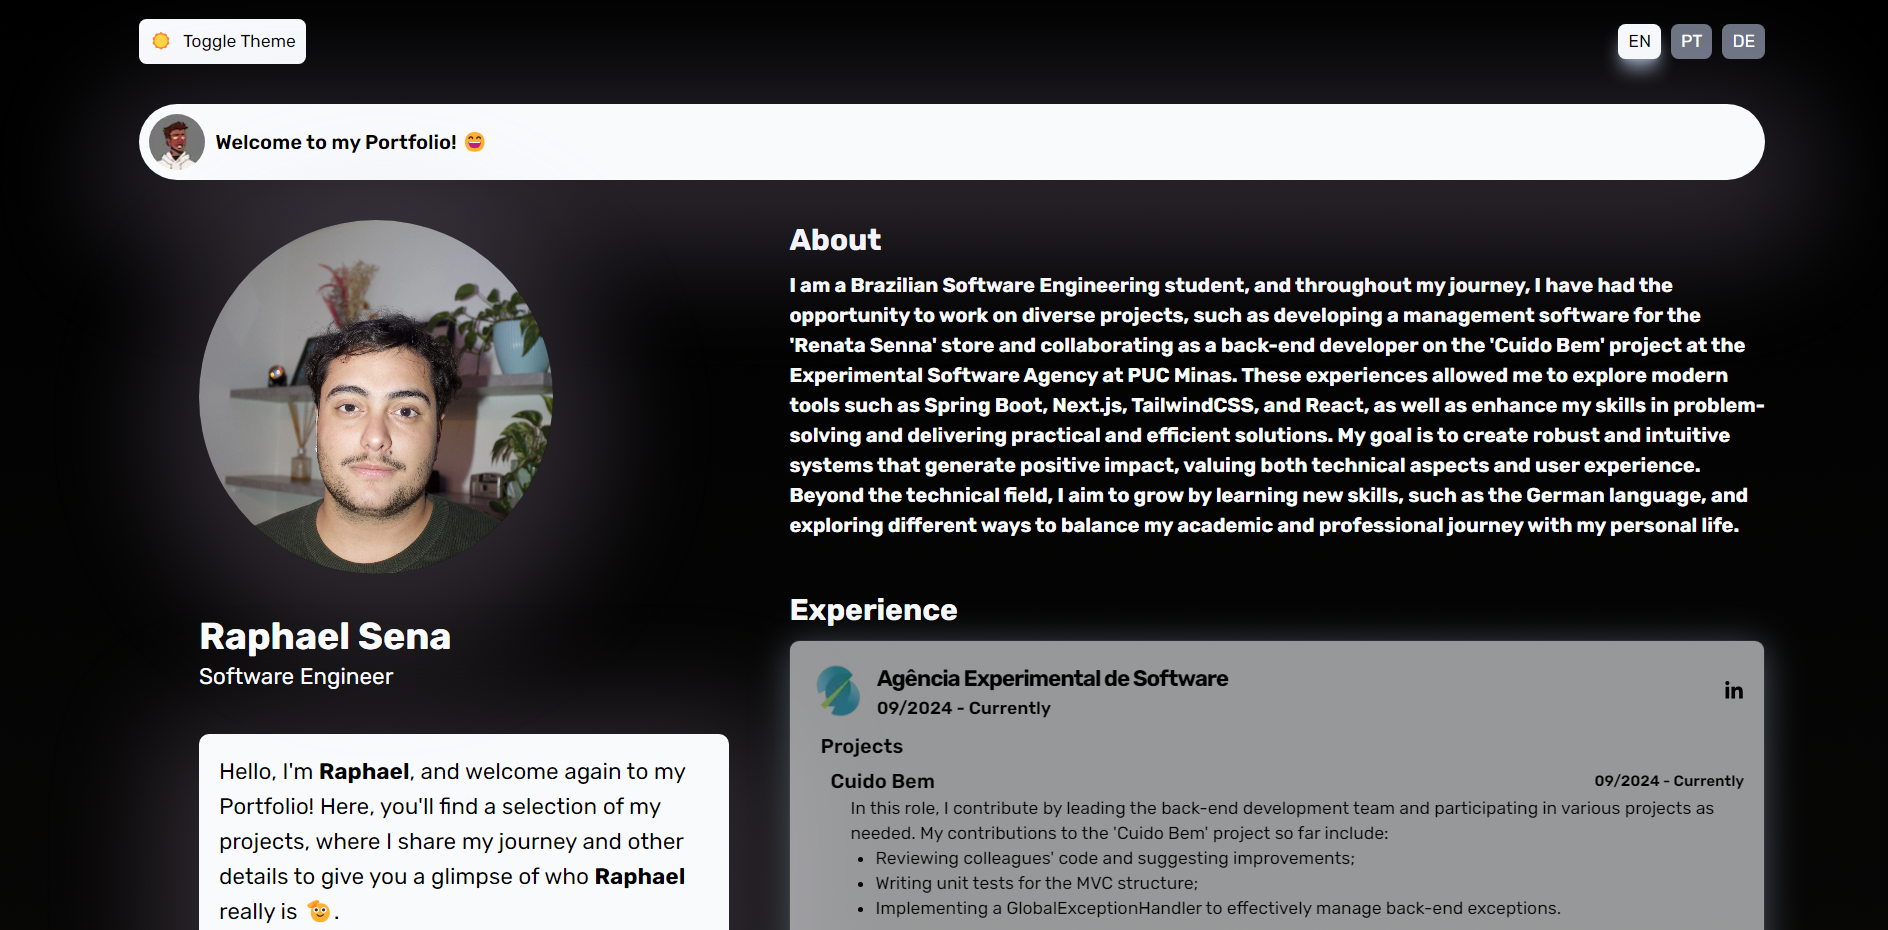 Toggle Theme
EN PT DE
Welcome to my Portfolio! 😄
Raphael Sena
Software Engineer
Hello, I'm Raphael, and welcome again to my
Portfolio! Here, you'll find a selection of my
projects, where I share my journey and other
details to give you a glimpse of who Raphael
really is 🫡.
About
I am a Brazilian Software Engineering student, and throughout my journey, I have had the
opportunity to work on diverse projects, such as developing a management software for the
'Renata Senna' store and collaborating as a back-end developer on the 'Cuido Bem' project at the
Experimental Software Agency at PUC Minas. These experiences allowed me to explore modern
tools such as Spring Boot, Next.js, TailwindCSS, and React, as well as enhance my skills in problem-
solving and delivering practical and efficient solutions. My goal is to create robust and intuitive
systems that generate positive impact, valuing both technical aspects and user experience.
Beyond the technical field, I aim to grow by learning new skills, such as the German language, and
exploring different ways to balance my academic and professional journey with my personal life.
Experience
Agência Experimental de Software
09/2024 - Currently
in
Projects
Cuido Bem 09/2024 - Currently
In this role, I contribute by leading the back-end development team and participating in various projects as
needed. My contributions to the 'Cuido Bem' project so far include:
• Reviewing colleagues' code and suggesting improvements;
• Writing unit tests for the MVC structure;
• Implementing a GlobalExceptionHandler to effectively manage back-end exceptions.